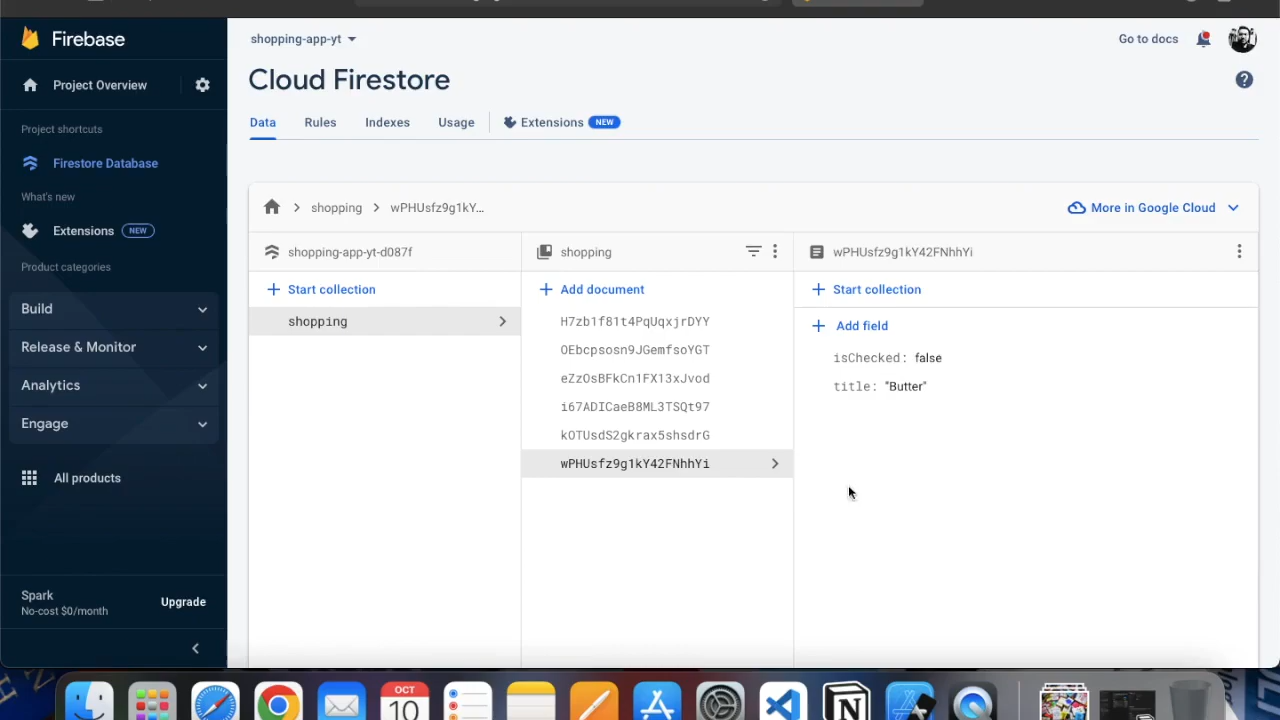 Firebase
Project Overview
Project shortcuts
Firestore Database
What's new
Extensions NEW
Product categories
Build
Release & Monitor
Analytics
Engage
All products
Spark
No-cost $0/month
Upgrade
shopping-app-yt
Go to docs
Cloud Firestore
Data Rules Indexes Usage Extensions NEW
shopping wPHUsfz9g1kY...
More in Google Cloud
shopping-app-yt-d087f
Start collection
shopping
shopping
Add document
H7zb1f81t4PqUqxjrDYY
OEbcpsosn9JGemfsoYGT
eZzOsBFkCn1FX13xJvod
i67ADICaeB8ML3TSQt97
kOTUsdS2gkrax5shsdrG
wPHUsfz9g1kY42FNhhYi
wPHUsfz9g1kY42FNhhYi
Start collection
Add field
isChecked: false
title: "Butter"
OCT
10